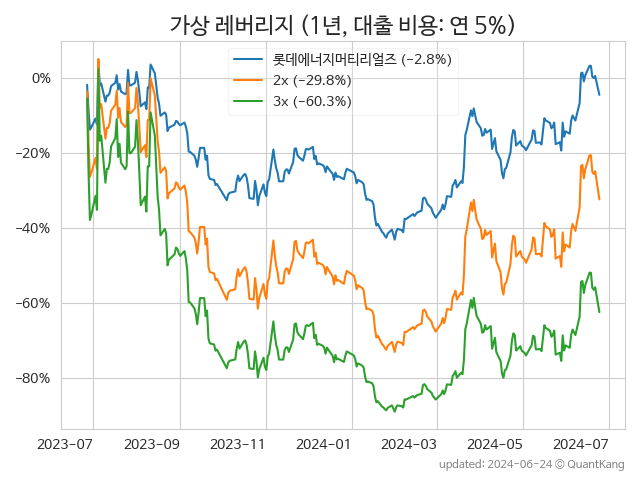 가상 레버리지 (1년, 대출 비용: 연 5%)
롯데에너지머티리얼즈 (−2.8%)
2x (−29.8%)
3x (−60.3%)
0%
−20%
−40%
−60%
−80%
2023−07 2023−09 2023−11 2024−01 2024−03 2024−05 2024−07
updated: 2024−06−24 © QuantKang